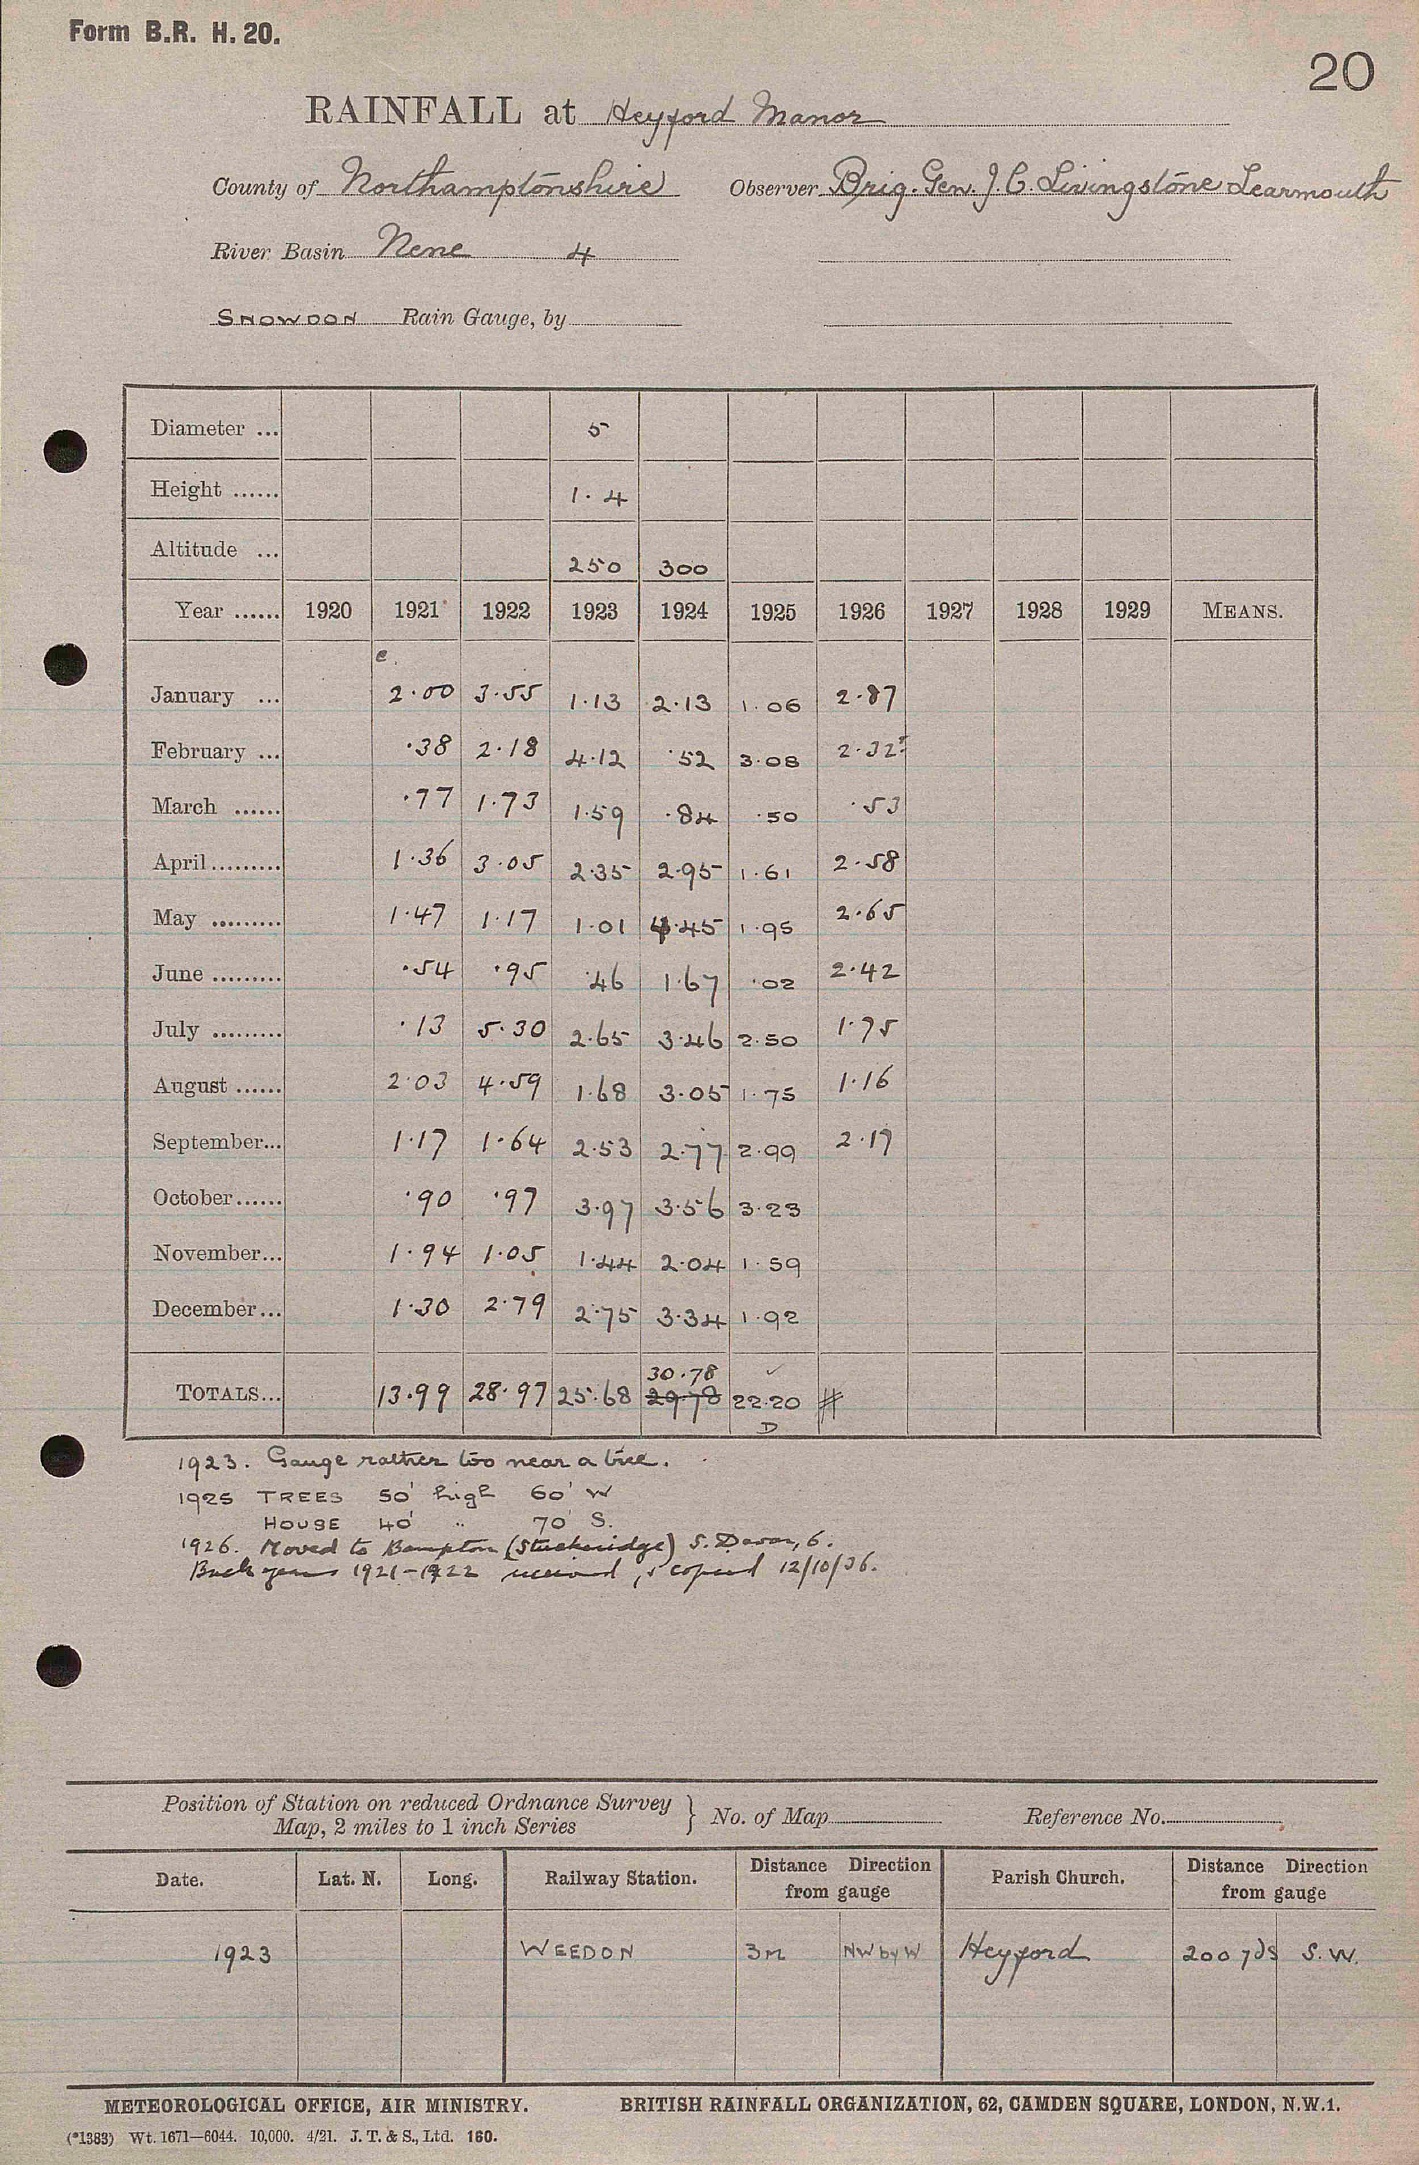 Form B.R. H. 20.
20
RAINFALL at Heyford Manor
County of Northamptonshire Observer Brig. Gen. J. C. Livingstone Learmouth
River Basin Nene 4
SNOWDON Rain Gauge, by
Diameter ... 5
Height ...... 1.4
Altitude ... 250 300
Year ...... 1920 1921 1922 1923 1924 1925 1926 1927 1928 1929 MEANS.
e.
January ... 2.00 3.55 1.13 2.13 1.06 2.87
February ... .38 2.18 4.12 .52 3.08 2.32
March ...... .77 1.73 1.59 .84 .50 .53
April......... 1.36 3.05 2.35 2.95 1.61 2.58
May ......... 1.47 1.17 1.01 4.45 1.95 2.65
June ......... .54 .95 .46 1.67 .02 2.42
July ......... .13 5.30 2.65 3.46 2.50 1.75
August ...... 2.03 4.59 1.68 3.05 1.75 1.16
September... 1.17 1.64 2.53 2.77 2.99 2.19
October...... .90 .97 3.97 3.56 3.23
November... 1.94 1.05 1.44 2.04 1.59
December... 1.30 2.79 2.75 3.34 1.92
30.78 ✓
TOTALS... 13.99 28.97 25.68 29.78 22.20 #
D
1923. Gauge rather too near a tree.
1925 TREES 50' high 60' W
HOUSE 40' " 70' S.
1926. Moved to Bampton (Stuckeridge) S. Devon, 6.
Back years 1921-1922 received, & copied 12/10/36.
Position of Station on reduced Ordnance Survey
Map, 2 miles to 1 inch Series } No. of Map Reference No.
Date. Lat. N. Long. Railway Station. Distance Direction from gauge Parish Church. Distance Direction from gauge
1923 WEEDON 3m NW by W Heyford 200 yds S.W.
METEOROLOGICAL OFFICE, AIR MINISTRY. BRITISH RAINFALL ORGANIZATION, 62, CAMDEN SQUARE, LONDON, N.W.1.
(*1383) Wt. 1671—6044. 10,000. 4/21. J. T. & S., Ltd. 160.